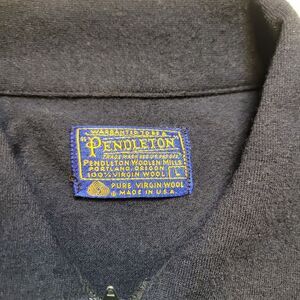 WARRANTED TO BE A
"PENDLETON"
TRADE MARK REG. U.S. PAT. OFF.
PENDLETON WOOLEN MILLS
PORTLAND, OREGON
100% VIRGIN WOOL
L
PURE VIRGIN WOOL
MADE IN U.S.A.